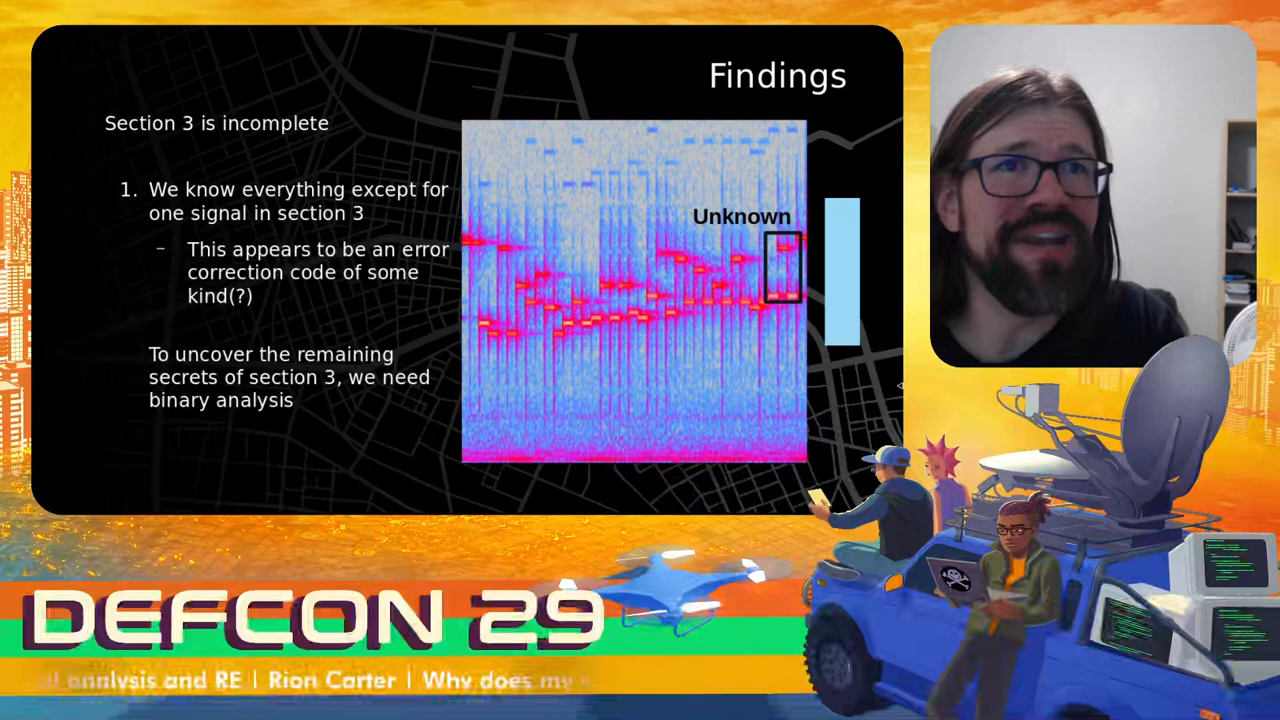 Findings
Section 3 is incomplete
1. We know everything except for
one signal in section 3
– This appears to be an error
correction code of some
kind(?)
To uncover the remaining
secrets of section 3, we need
binary analysis
Unknown
DEFCON 29
analysis and RE | Rion Carter | Why does my